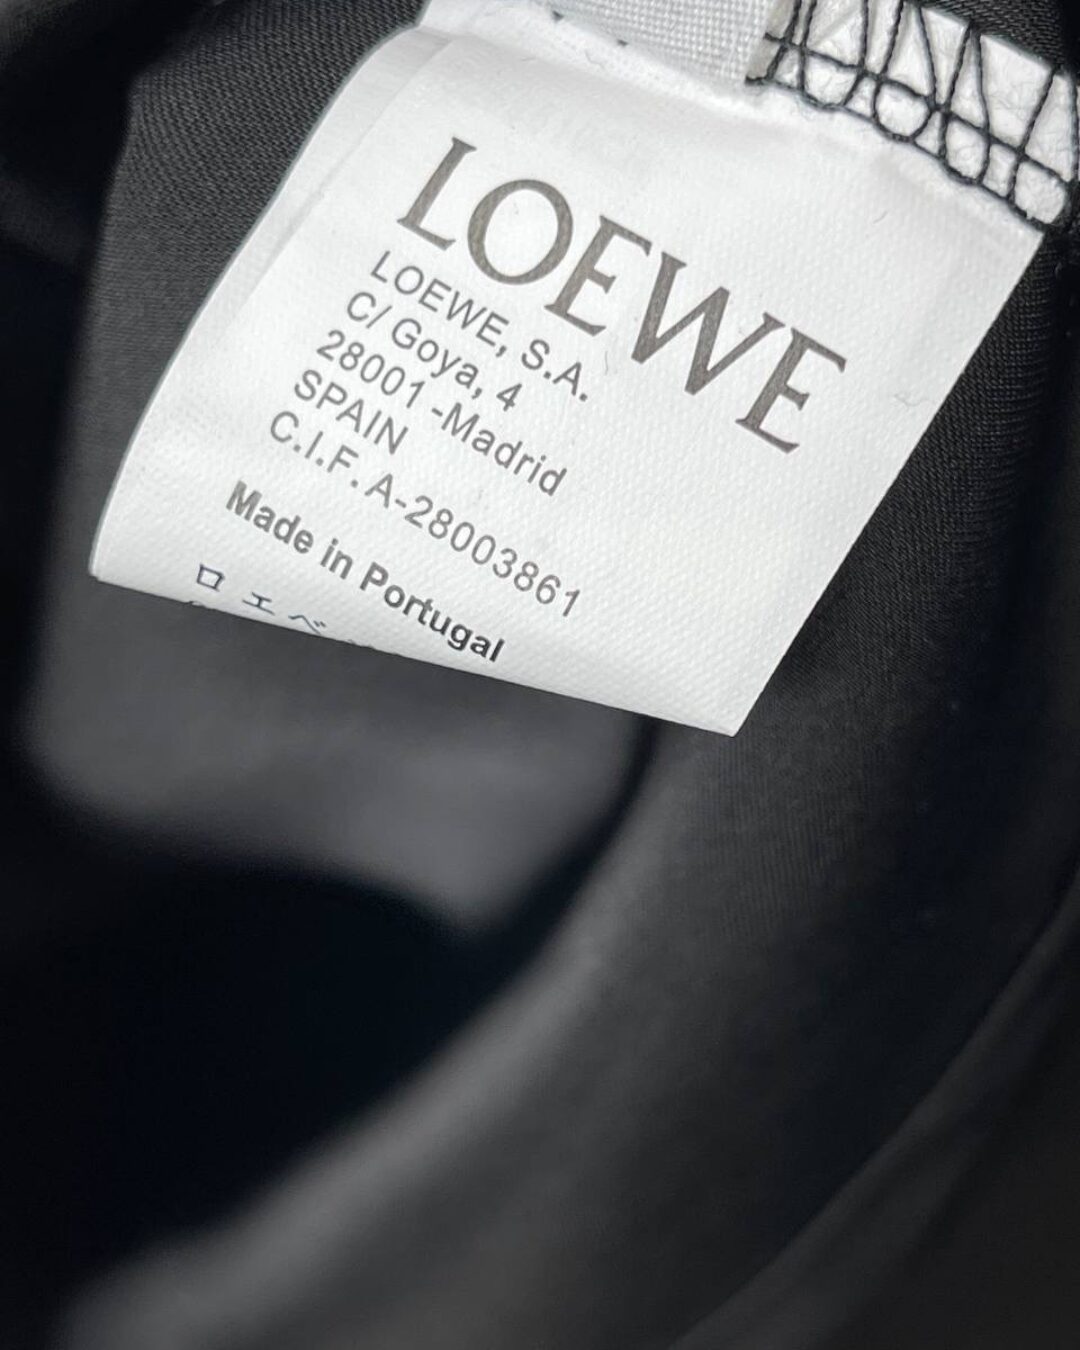 LOEWE
LOEWE, S.A.
C/ Goya, 4
28001 -Madrid
SPAIN
C.I.F. A-28003861
Made in Portugal
ロエベ